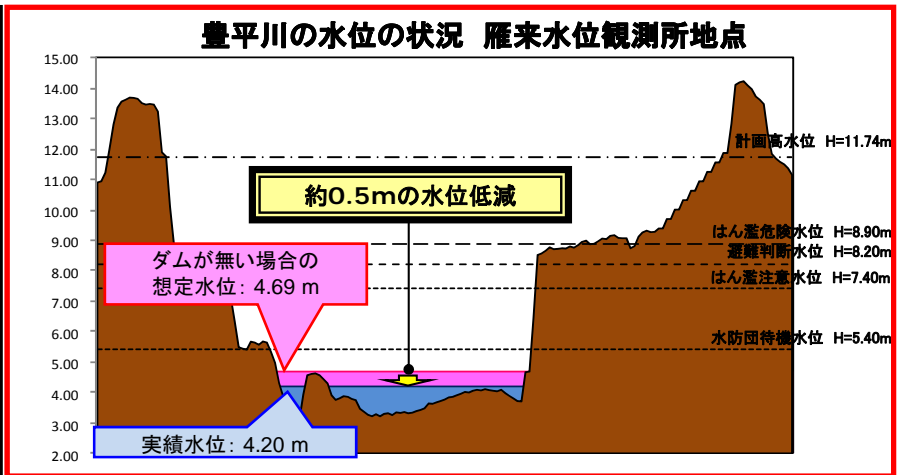 豊平川の水位の状況 雁来水位観測所地点
15.00
14.00
13.00
12.00
11.00
10.00
9.00
8.00
7.00
6.00
5.00
4.00
3.00
2.00
計画高水位 H=11.74m
約0.5mの水位低減
はん濫危険水位 H=8.90m
避難判断水位 H=8.20m
はん濫注意水位 H=7.40m
ダムが無い場合の
想定水位: 4.69 m
水防団待機水位 H=5.40m
実績水位: 4.20 m